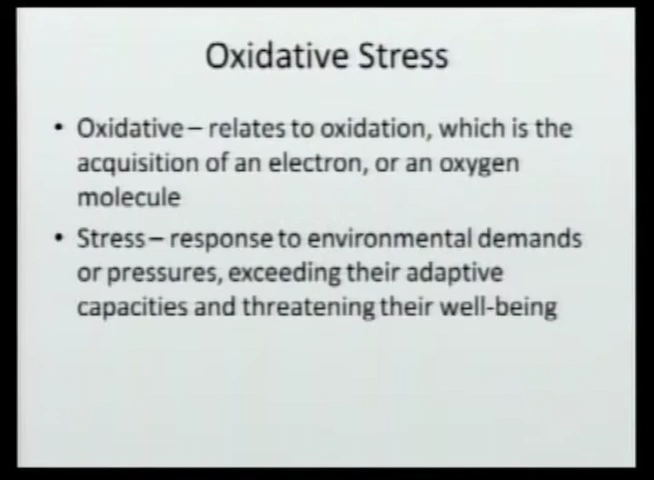 Oxidative Stress
• Oxidative – relates to oxidation, which is the
acquisition of an electron, or an oxygen
molecule
• Stress – response to environmental demands
or pressures, exceeding their adaptive
capacities and threatening their well-being